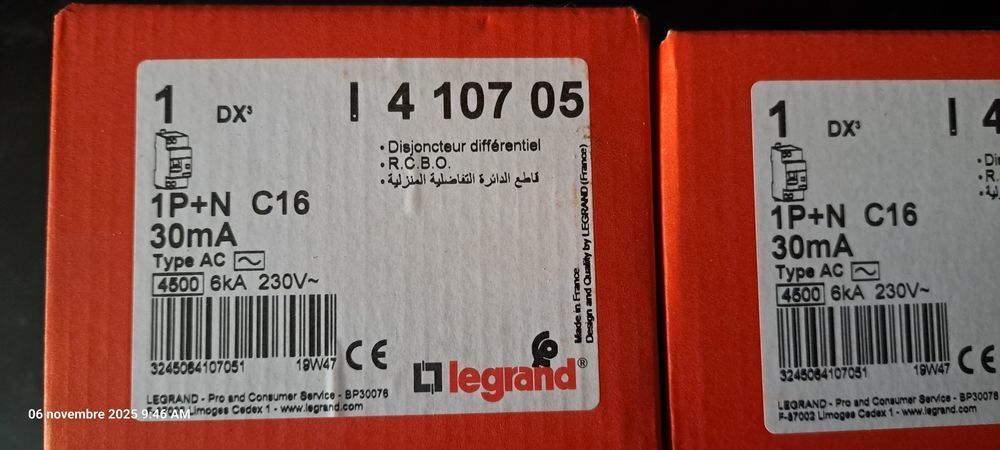 1 DX³ 4 107 05
• Disjoncteur différentiel
• R.C.B.O.
• قاطع الدائرة التفاضلية المنزلية
1P+N C16
30mA
Type AC
4500 6kA 230V~
3245064107051 19W47
CE
legrand®
LEGRAND - Pro and Consumer Service - BP30076
Limoges Cedex 1 - www.legrand.com
Made in France
Design and Quality by LEGRAND (France)
06 novembre 2025 9:46 AM
1 DX³ 4
1P+N C16
30mA
Type AC
4500 6kA 230V~
3245064107051 19W47
CE
LEGRAND - Pro and Consumer Service - BP30076
F-87002 Limoges Cedex 1 - www.legrand.com